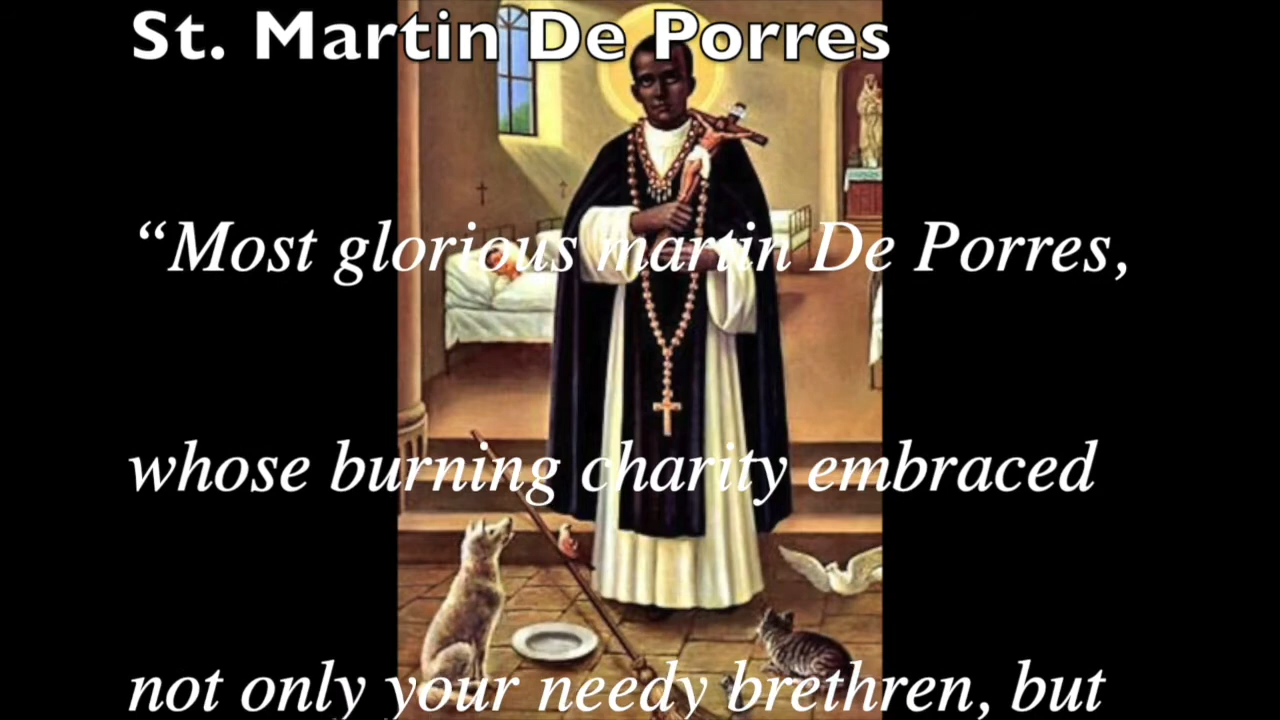 St. Martin De Porres
“Most glorious martin De Porres,
whose burning charity embraced
not only your needy brethren, but